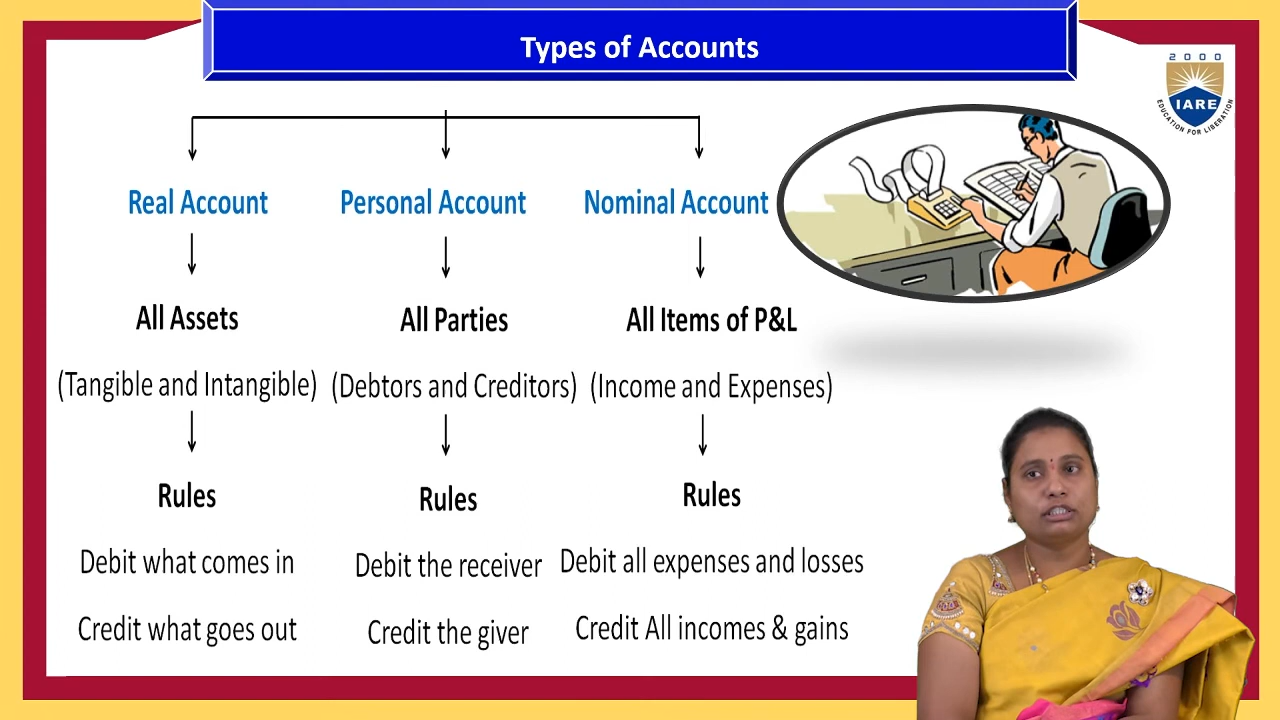 Types of Accounts
2000
IARE
EDUCATION FOR LIBERATION
Real Account
Personal Account
Nominal Account
All Assets
All Parties
All Items of P&L
(Tangible and Intangible)
(Debtors and Creditors)
(Income and Expenses)
Rules
Rules
Rules
Debit what comes in
Debit the receiver
Debit all expenses and losses
Credit what goes out
Credit the giver
Credit All incomes & gains